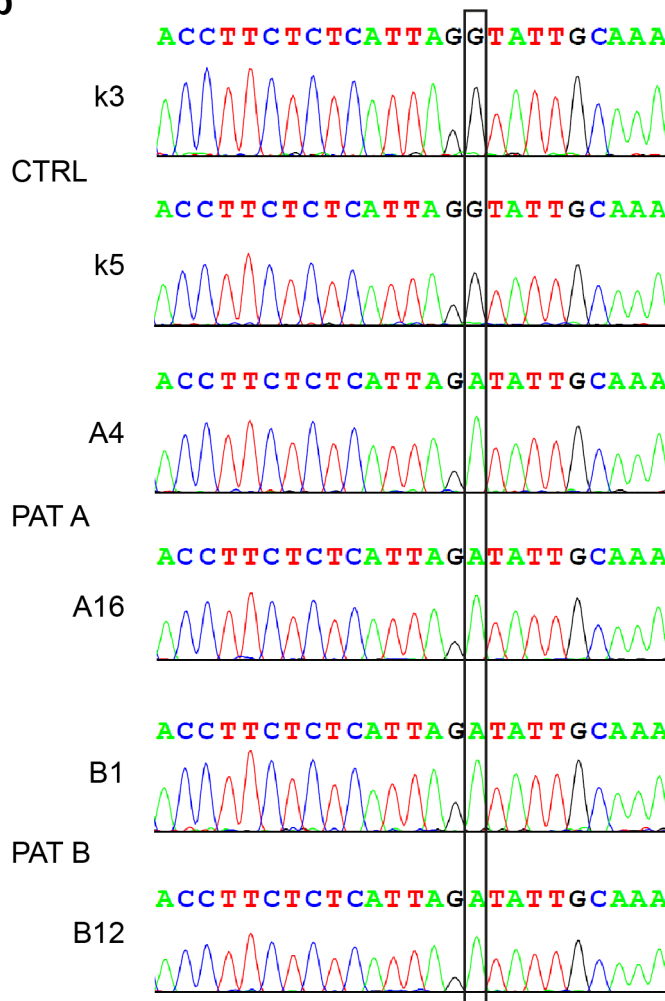 b
ACCTTCTCTCATTAGGTATTGCAAA
k3
CTRL
ACCTTCTCTCATTAGGTATTGCAAA
k5
ACCTTCTCTCATTAGATATTGCAAA
A4
PAT A
ACCTTCTCTCATTAGATATTGCAAA
A16
ACCTTCTCTCATTAGATATTGCAAA
B1
PAT B
ACCTTCTCTCATTAGATATTGCAAA
B12